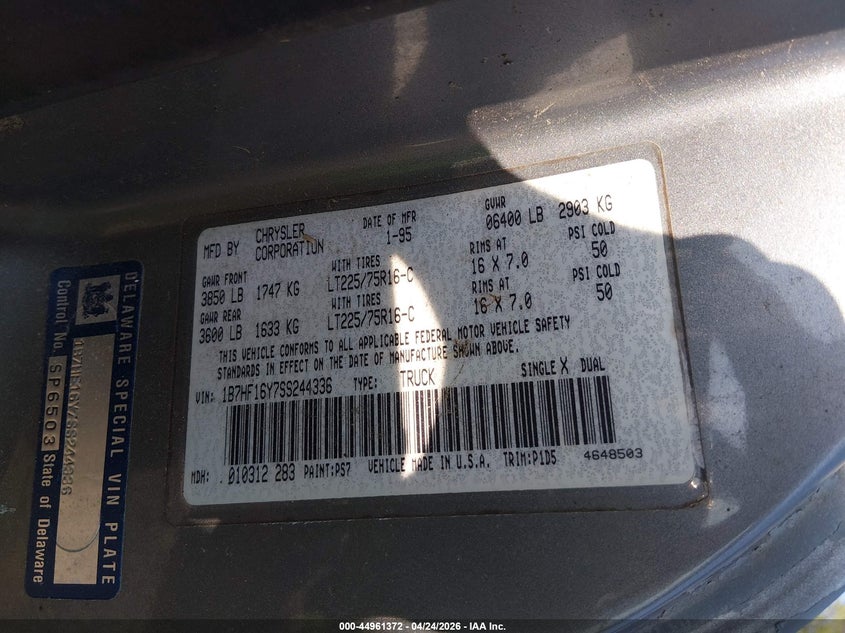 MFD BY CHRYSLER CORPORATION DATE OF MFR 1-95 GVWR 06400 LB 2903 KG
GAWR FRONT WITH TIRES RIMS AT PSI COLD
3850 LB 1747 KG LT225/75R16-C 16 X 7.0 50
GAWR REAR WITH TIRES RIMS AT PSI COLD
3600 LB 1633 KG LT225/75R16-C 16 X 7.0 50
THIS VEHICLE CONFORMS TO ALL APPLICABLE FEDERAL MOTOR VEHICLE SAFETY
STANDARDS IN EFFECT ON THE DATE OF MANUFACTURE SHOWN ABOVE.
VIN: 1B7HF16Y7SS244336 TYPE: TRUCK SINGLE X DUAL
MDH: 010312 283 PAINT:PS7 VEHICLE MADE IN U.S.A. TRIM:P1D5 4648503
DELAWARE SPECIAL VIN PLATE
1B7HF16Y7SS244336
Control No. SP6503 State of Delaware
000-44961372 04/24/2026 - IAA Inc.